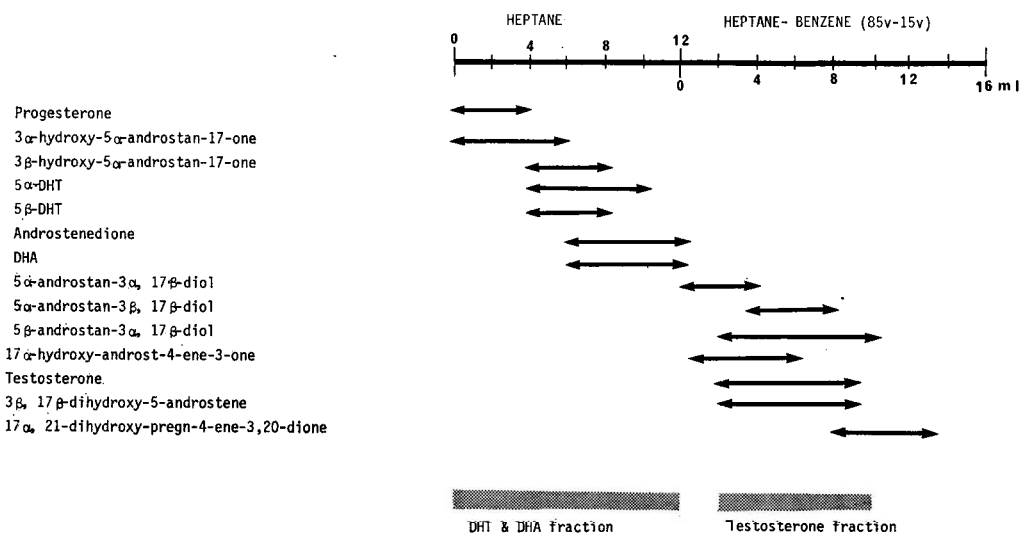 HEPTANE HEPTANE- BENZENE (85v-15v)
0 4 8 12
0 4 8 12 16 ml
Progesterone
3α-hydroxy-5α-androstan-17-one
3β-hydroxy-5α-androstan-17-one
5α-DHT
5β-DHT
Androstenedione
DHA
5α-androstan-3α, 17β-diol
5α-androstan-3β, 17β-diol
5β-androstan-3α, 17β-diol
17α-hydroxy-androst-4-ene-3-one
Testosterone
3β, 17β-dihydroxy-5-androstene
17α, 21-dihydroxy-pregn-4-ene-3,20-dione
DHT & DHA fraction Testosterone fraction